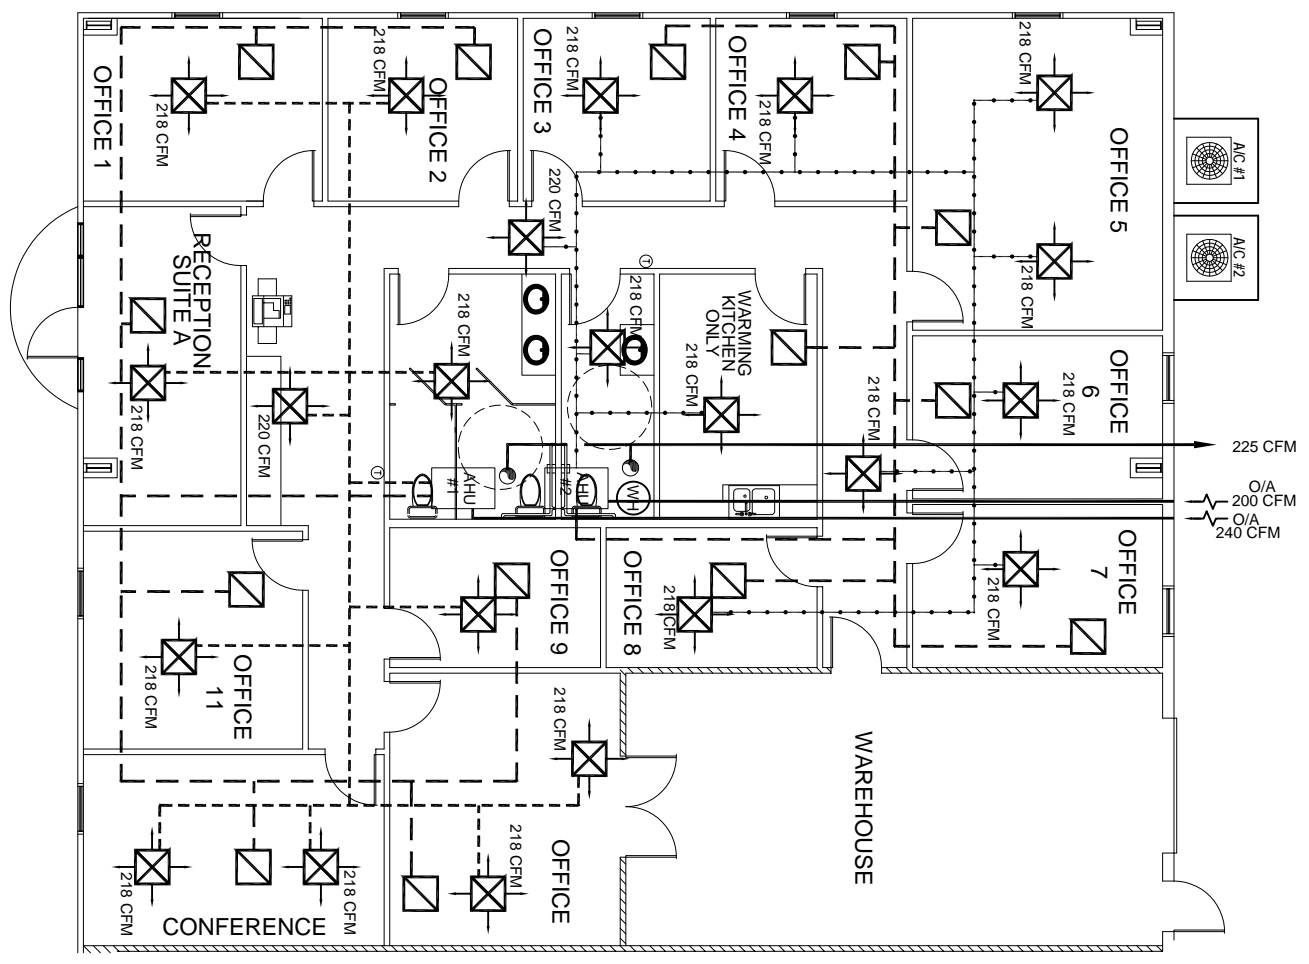 218 CFM
218 CFM
218 CFM
218 CFM
218 CFM
OFFICE 1
218 CFM
OFFICE 2
OFFICE 3
OFFICE 4
218 CFM
OFFICE 5
A/C #1
A/C #2
220 CFM
RECEPTION
SUITE A
218 CFM
218 CFM
WARMING
KITCHEN
ONLY
218 CFM
218 CFM
T
218 CFM
OFFICE
6
218 CFM
218 CFM
220 CFM
T
AHU
#1
AHU
#2
WH
225 CFM
O/A
200 CFM
O/A
240 CFM
OFFICE
7
218 CFM
OFFICE 9
218 CFM
OFFICE 8
218 CFM
OFFICE
11
218 CFM
218 CFM
WAREHOUSE
218 CFM
OFFICE
218 CFM
218 CFM
CONFERENCE